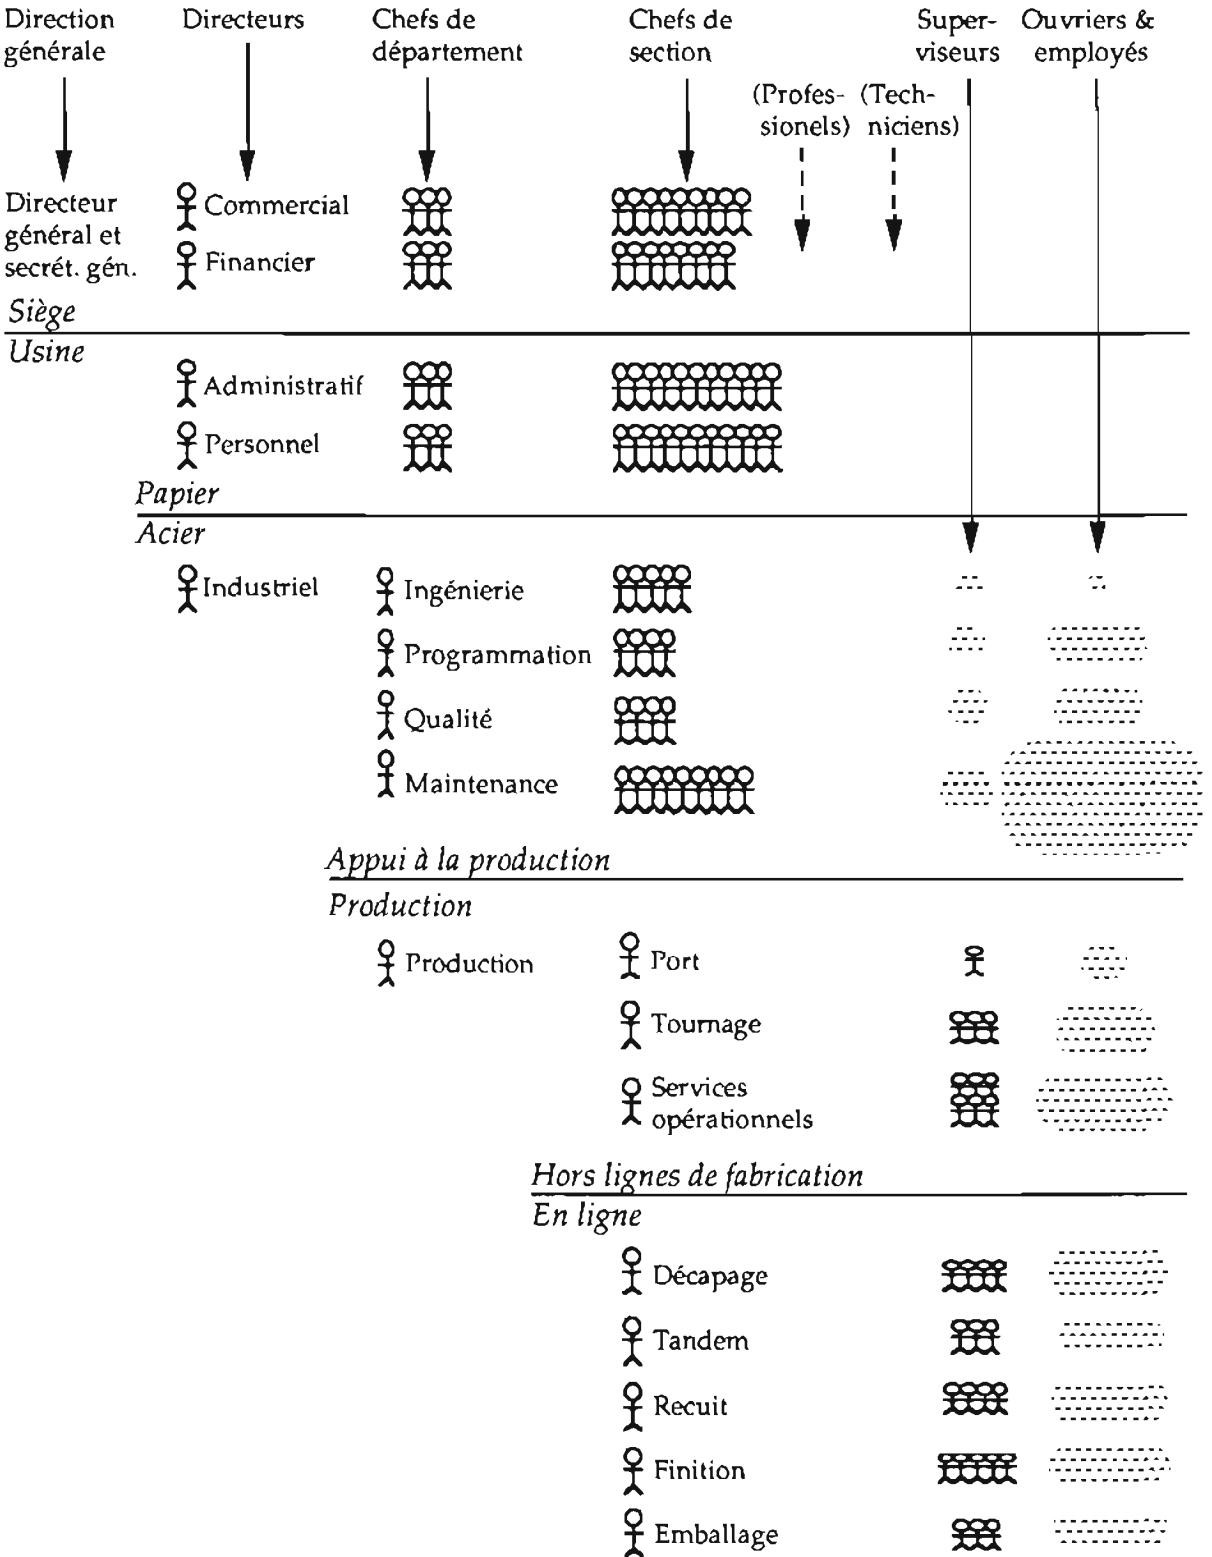 Direction
générale
Directeurs
Chefs de
département
Chefs de
section
Super-
viseurs
Ouvriers &
employés
(Profes-
sionels)
(Tech-
niciens)
Directeur
général et
secrét. gén.
Commercial
Financier
Siège
Usine
Administratif
Personnel
Papier
Acier
Industriel
Ingénierie
Programmation
Qualité
Maintenance
Appui à la production
Production
Production
Port
Tournage
Services
opérationnels
Hors lignes de fabrication
En ligne
Décapage
Tandem
Recuit
Finition
Emballage